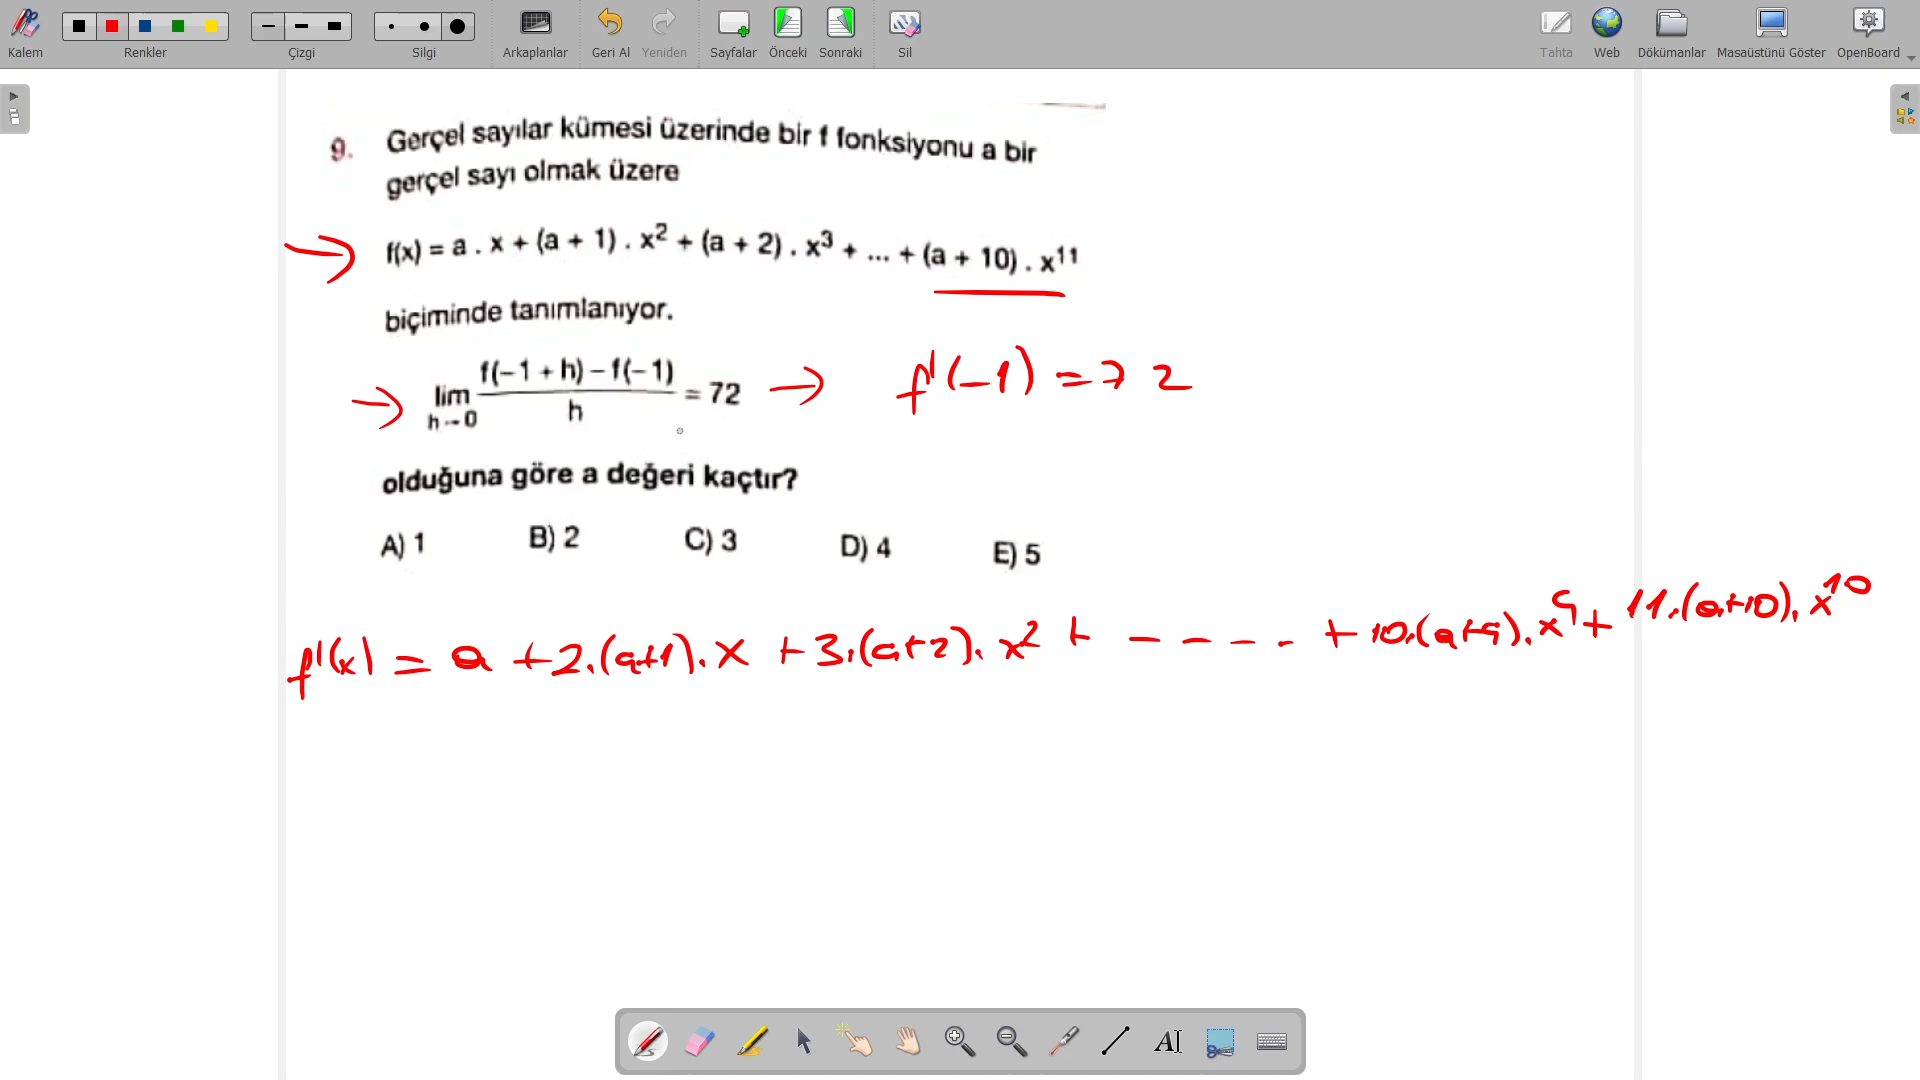 Kalem Renkler Çizgi Silgi Arkaplanlar Geri Al Yeniden Sayfalar Önceki Sonraki Sil Tahta Web Dökümanlar Masaüstünü Göster OpenBoard
9. Gerçel sayılar kümesi üzerinde bir f fonksiyonu a bir
gerçel sayı olmak üzere
f(x) = a . x + (a + 1) . x² + (a + 2) . x³ + ... + (a + 10) . x¹¹
biçiminde tanımlanıyor.
lim h→0 f(−1 + h) − f(−1) / h = 72 → f'(−1) = 72
olduğuna göre a değeri kaçtır?
A) 1 B) 2 C) 3 D) 4 E) 5
f'(x) = a + 2.(a+1).x + 3.(a+2).x² + - - - - + 10.(a+9).x⁹ + 11.(a+10).x¹⁰